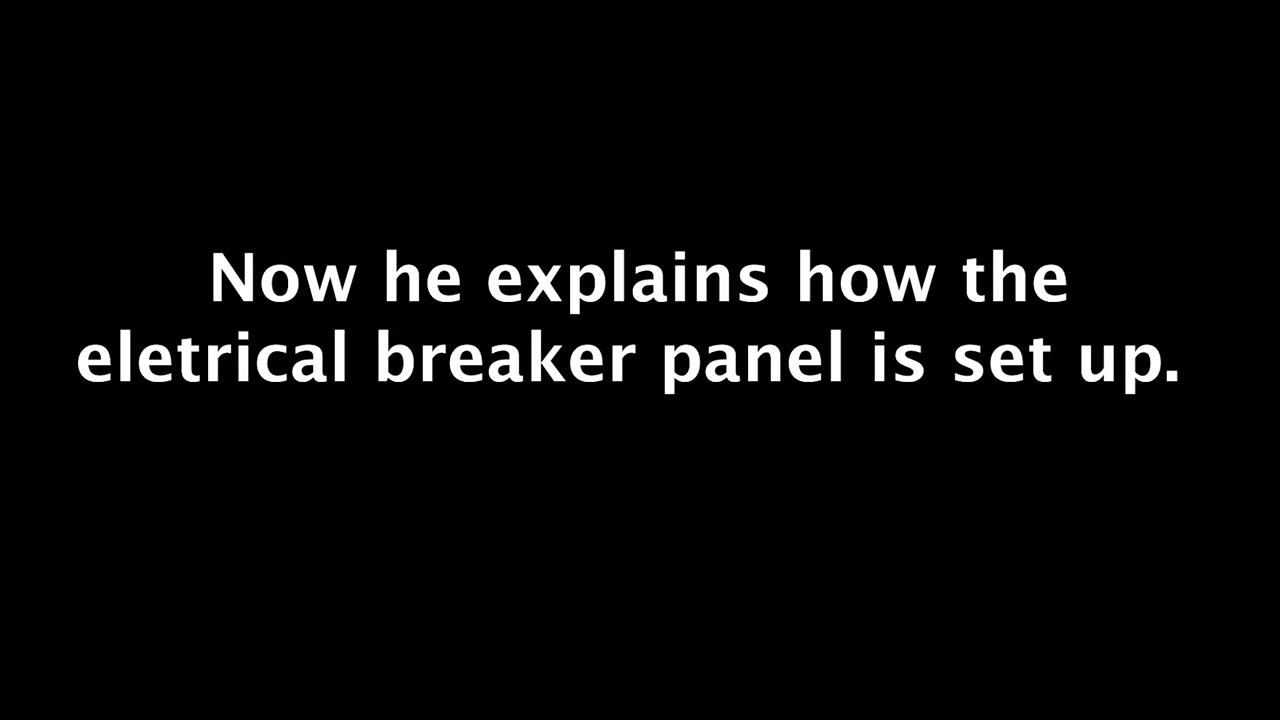 Now he explains how the
eletrical breaker panel is set up.